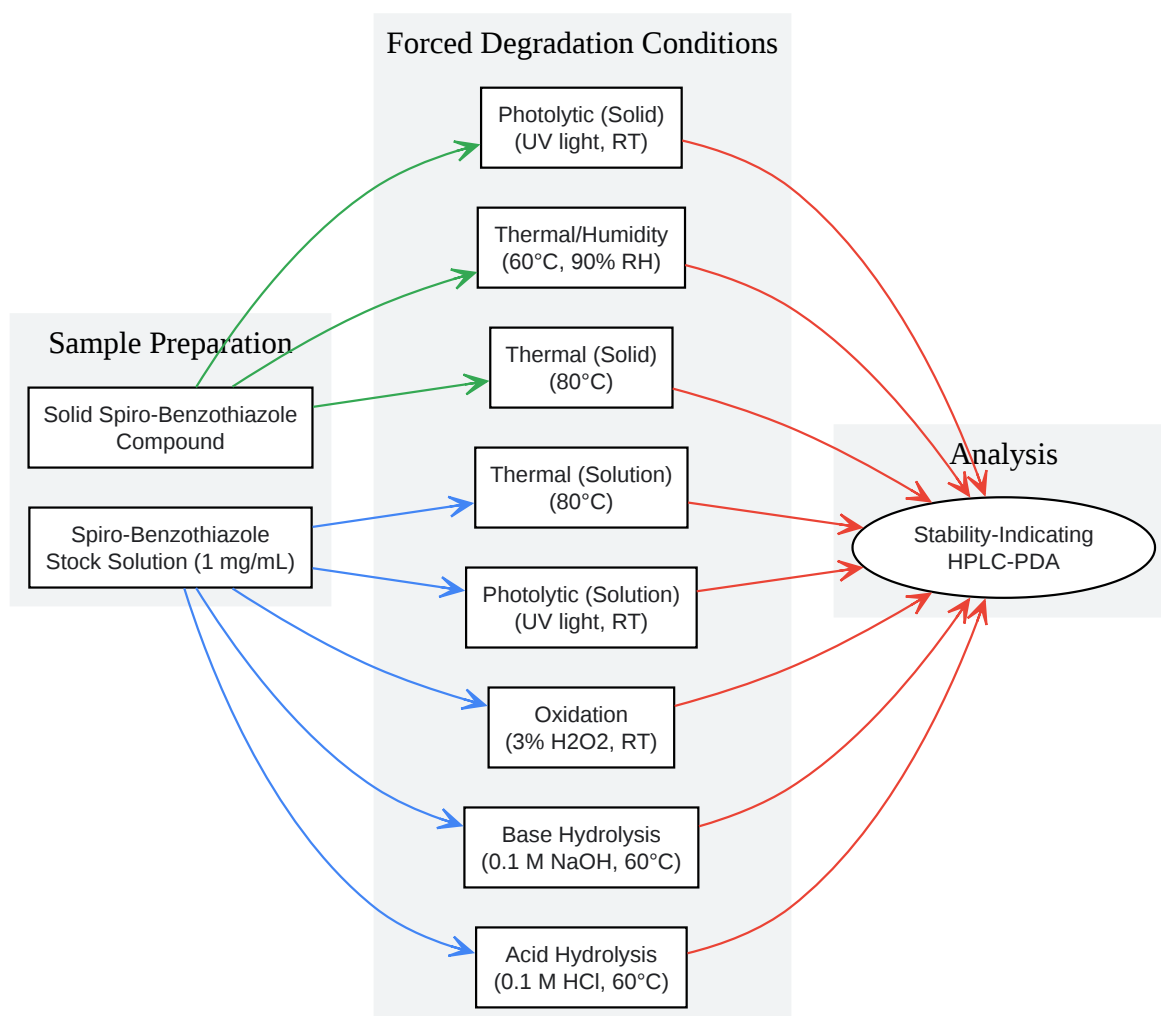 Forced Degradation Conditions
Photolytic (Solid)
(UV light, RT)
Thermal/Humidity
(60°C, 90% RH)
Sample Preparation
Thermal (Solid)
(80°C)
Solid Spiro-Benzothiazole
Compound
Analysis
Thermal (Solution)
(80°C)
Spiro-Benzothiazole
Stock Solution (1 mg/mL)
Stability-Indicating
HPLC-PDA
Photolytic (Solution)
(UV light, RT)
Oxidation
(3% H2O2, RT)
Base Hydrolysis
(0.1 M NaOH, 60°C)
Acid Hydrolysis
(0.1 M HCl, 60°C)